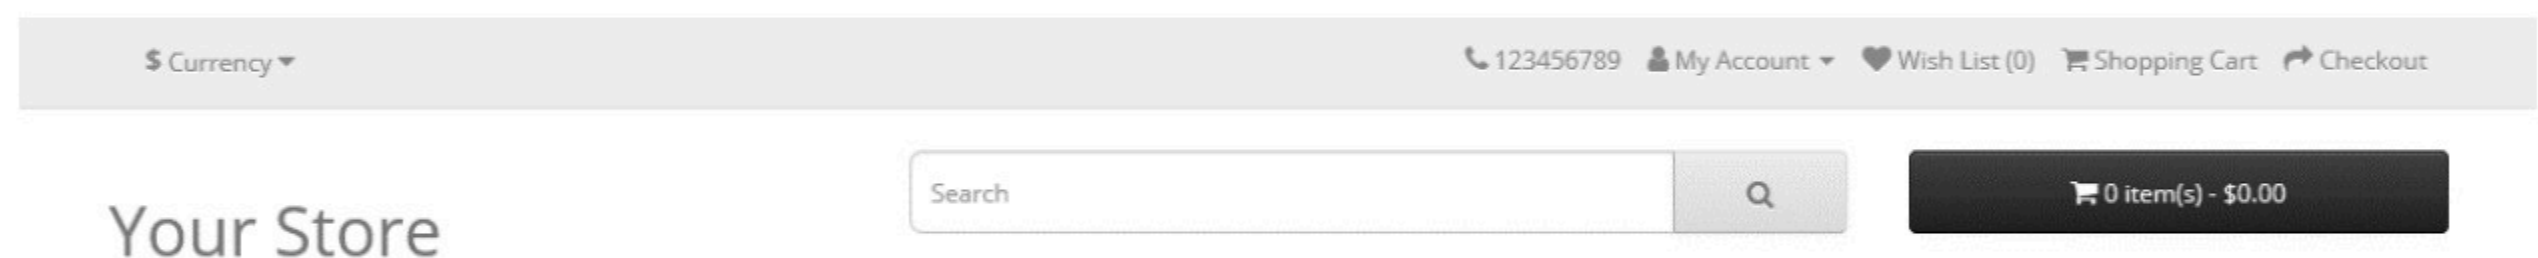 $ Currency
123456789 My Account Wish List (0) Shopping Cart Checkout
Your Store
Search
0 item(s) - $0.00